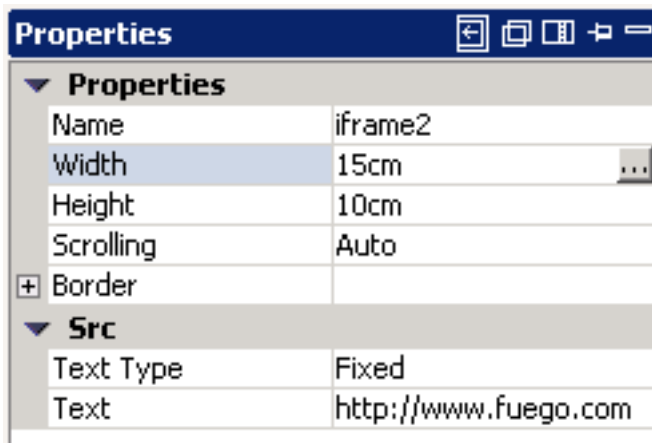 Properties
Properties
Name iframe2
Width 15cm ...
Height 10cm
Scrolling Auto
Border
Src
Text Type Fixed
Text http://www.fuego.com